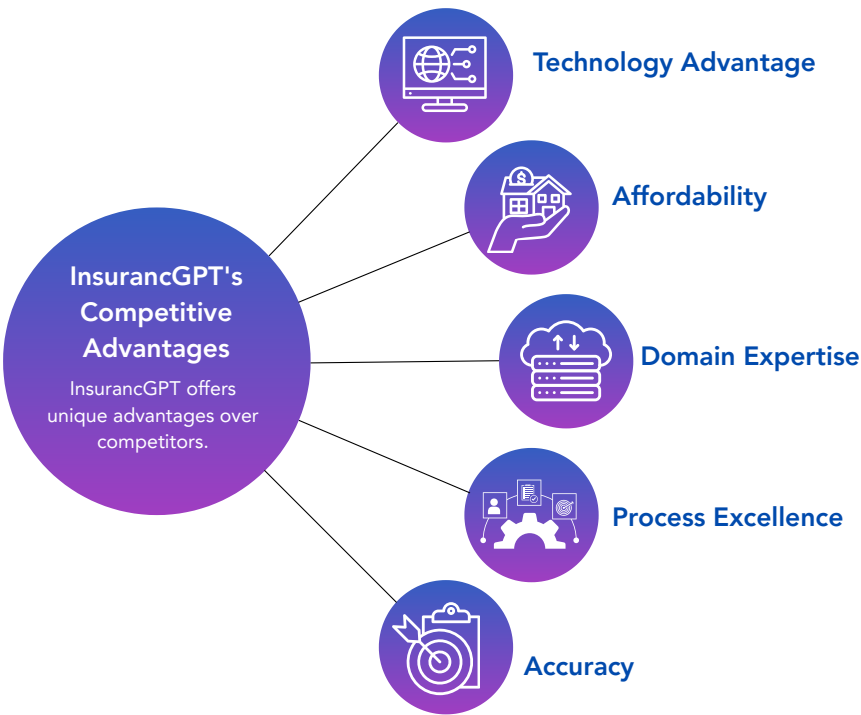 InsurancGPT's
Competitive
Advantages
InsurancGPT offers
unique advantages over
competitors.
Technology Advantage
Affordability
Domain Expertise
Process Excellence
Accuracy